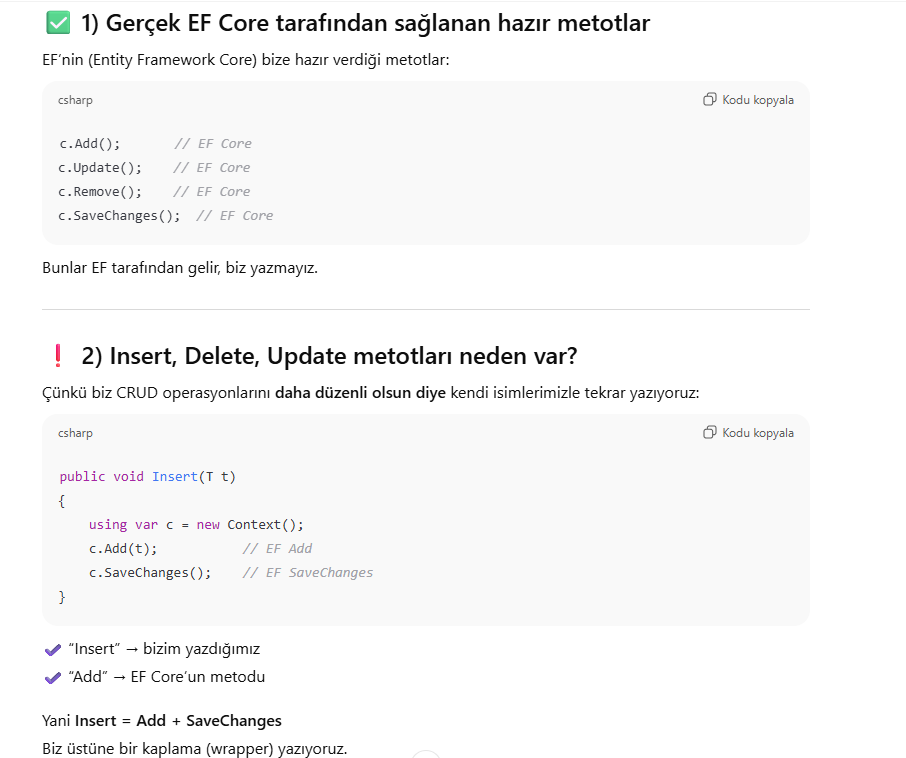 ✅ 1) Gerçek EF Core tarafından sağlanan hazır metotlar
EF’nin (Entity Framework Core) bize hazır verdiği metotlar:
csharp
Kodu kopyala
c.Add();       // EF Core
c.Update();    // EF Core
c.Remove();    // EF Core
c.SaveChanges();  // EF Core
Bunlar EF tarafından gelir, biz yazmayız.
❗ 2) Insert, Delete, Update metotları neden var?
Çünkü biz CRUD operasyonlarını daha düzenli olsun diye kendi isimlerimizle tekrar yazıyoruz:
csharp
Kodu kopyala
public void Insert(T t)
{
    using var c = new Context();
    c.Add(t);           // EF Add
    c.SaveChanges();    // EF SaveChanges
}
✔ “Insert” → bizim yazdığımız
✔ “Add” → EF Core’un metodu
Yani Insert = Add + SaveChanges
Biz üstüne bir kaplama (wrapper) yazıyoruz.